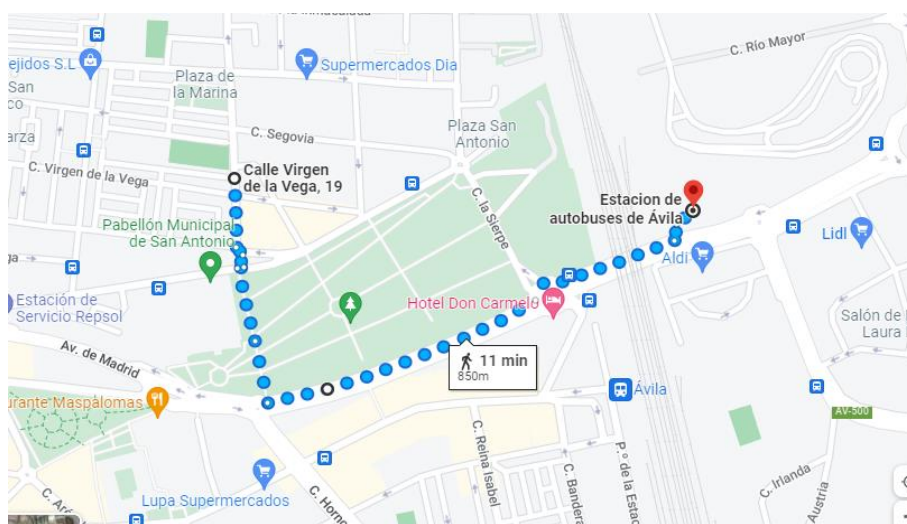 C. Río Mayor
ejidos S.L
Supermercados Dia
Plaza de
la Marina
San
co
Plaza San
Antonio
C. Segovia
arza
C. Virgen de la Vega
Calle Virgen
de la Vega, 19
C. la Sierpe
Estacion de
autobuses de Ávila
Pabellón Municipal
de San Antonio
Lidl
Aldi
ga
Hotel Don Carmelo
Estación de
Servicio Repsol
Salón de
Laura
Av. de Madrid
11 min
850m
Ávila
urante Maspálomas
AV-500
C. Reina Isabel
P.º de la Estac
C. Bandera
C. Irlanda
Austria
Lupa Supermercados
C. Horno